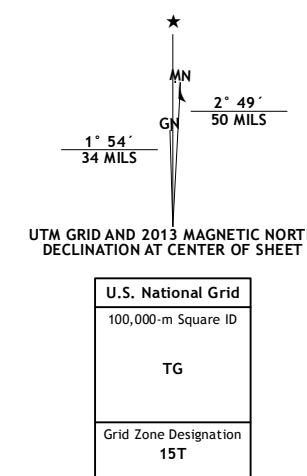 ★
MN
GN
2° 49´
50 MILS
1° 54´
34 MILS
UTM GRID AND 2013 MAGNETIC NORT
DECLINATION AT CENTER OF SHEET
U.S. National Grid
100,000-m Square ID
TG
Grid Zone Designation
15T